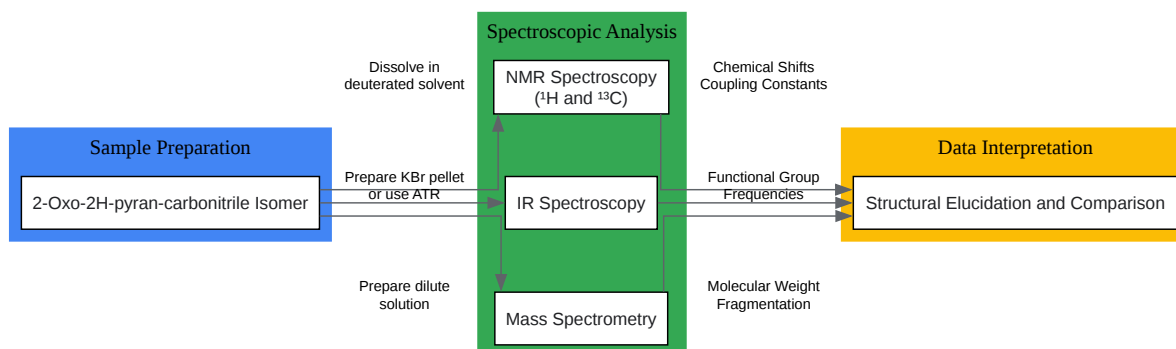 Spectroscopic Analysis
Dissolve in
deuterated solvent
NMR Spectroscopy
(¹H and ¹³C)
Chemical Shifts
Coupling Constants
Sample Preparation
2-Oxo-2H-pyran-carbonitrile Isomer
Prepare KBr pellet
or use ATR
IR Spectroscopy
Functional Group
Frequencies
Data Interpretation
Structural Elucidation and Comparison
Prepare dilute
solution
Mass Spectrometry
Molecular Weight
Fragmentation